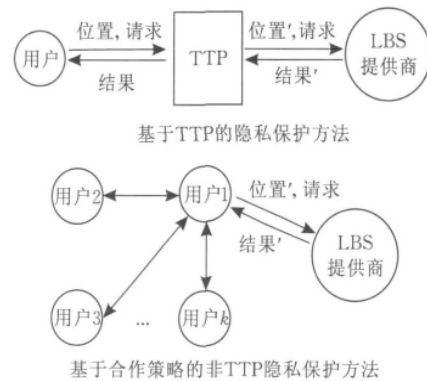 位置, 请求
位置′, 请求
LBS
提供商
用户
TTP
结果
结果′
基于TTP的隐私保护方法
用户2
用户1
位置′, 请求
结果′
LBS
提供商
用户3
...
用户k
基于合作策略的非TTP隐私保护方法